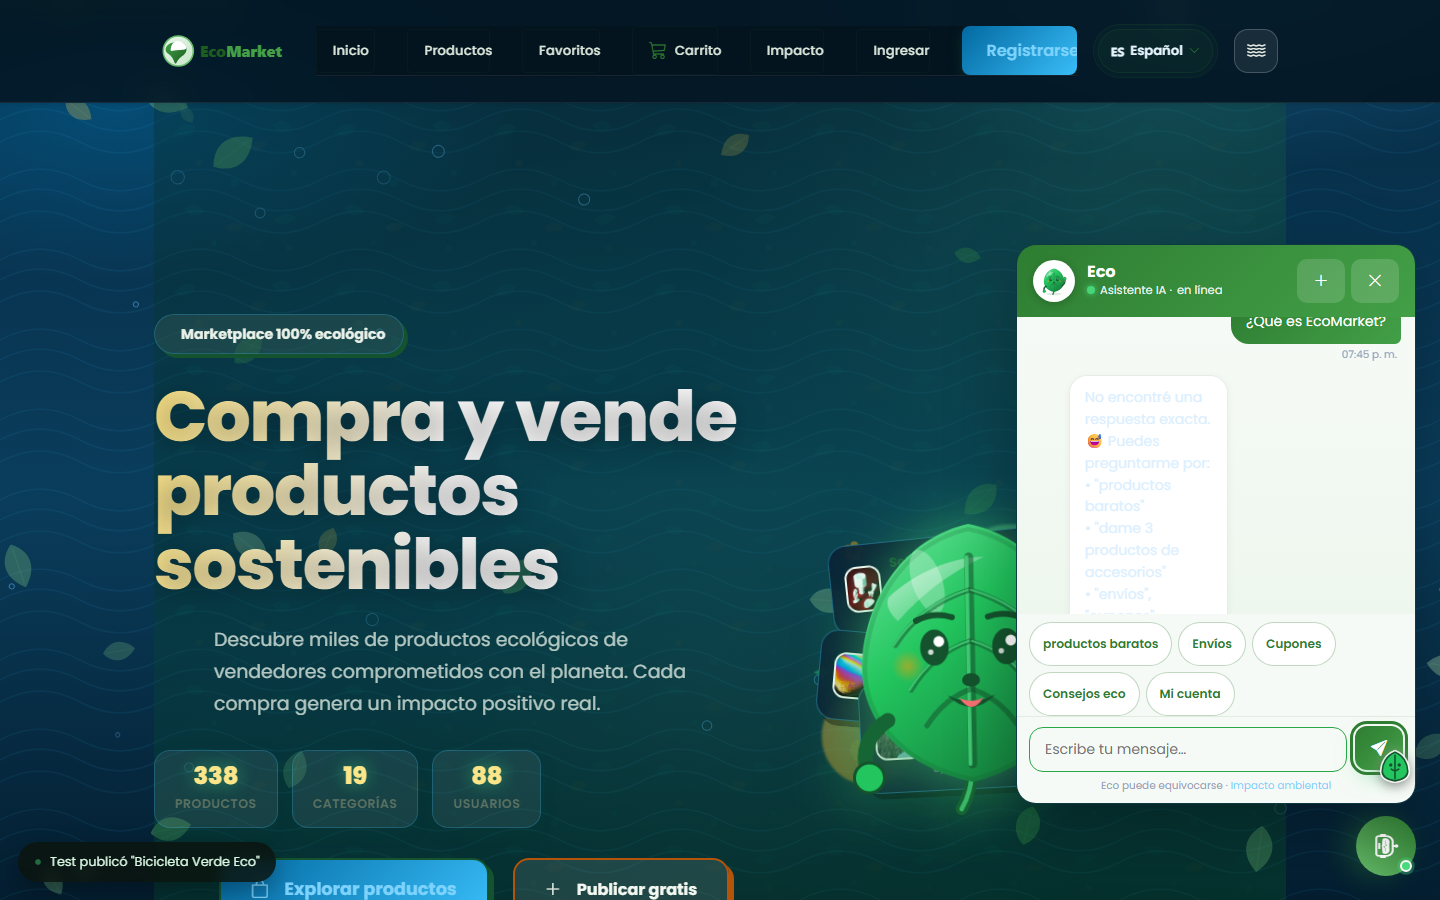 EcoMarket
Inicio
Productos
Favoritos
Carrito
Impacto
Ingresar
Registrarse
ES Español
Marketplace 100% ecológico
Compra y vende
productos
sostenibles
Descubre miles de productos ecológicos de
vendedores comprometidos con el planeta. Cada
compra genera un impacto positivo real.
338
PRODUCTOS
19
CATEGORÍAS
88
USUARIOS
Explorar productos
Publicar gratis
Test publicó "Bicicleta Verde Eco"
Eco
Asistente IA · en línea
¿Qué es EcoMarket?
07:45 p. m.
No encontré una
respuesta exacta.
😅 Puedes
preguntarme por:
• "productos
baratos"
• "dame 3
productos de
accesorios"
• "envíos",
productos baratos
Envíos
Cupones
Consejos eco
Mi cuenta
Escribe tu mensaje...
Eco puede equivocarse · Impacto ambiental